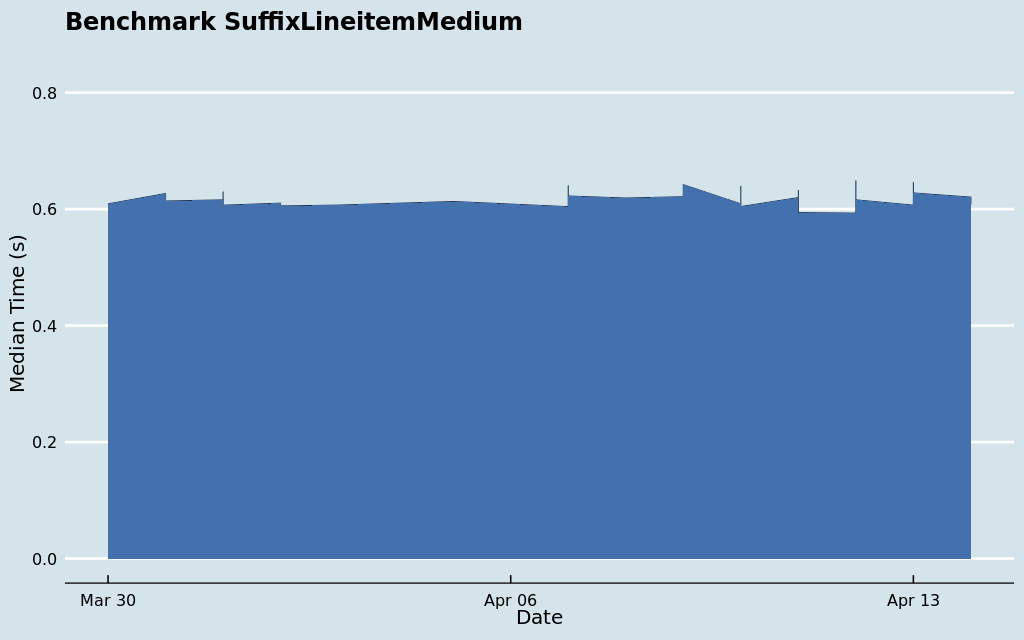 Benchmark SuffixLineitemMedium
Median Time (s)
0.8
0.6
0.4
0.2
0.0
Mar 30
Apr 06
Apr 13
Date